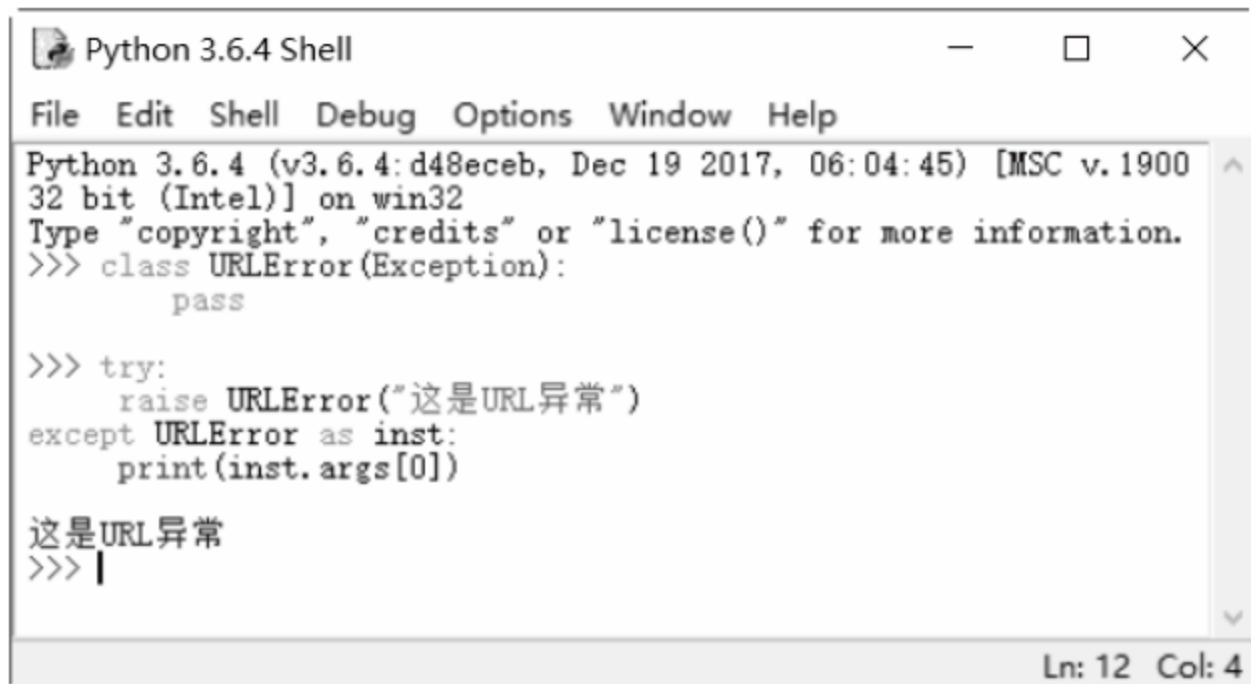 Python 3.6.4 Shell
File Edit Shell Debug Options Window Help
Python 3.6.4 (v3.6.4:d48eceb, Dec 19 2017, 06:04:45) [MSC v.1900
32 bit (Intel)] on win32
Type "copyright", "credits" or "license()" for more information.
>>> class URLError(Exception):
        pass

>>> try:
     raise URLError("这是URL异常")
except URLError as inst:
     print(inst.args[0])

这是URL异常
>>>
Ln: 12 Col: 4